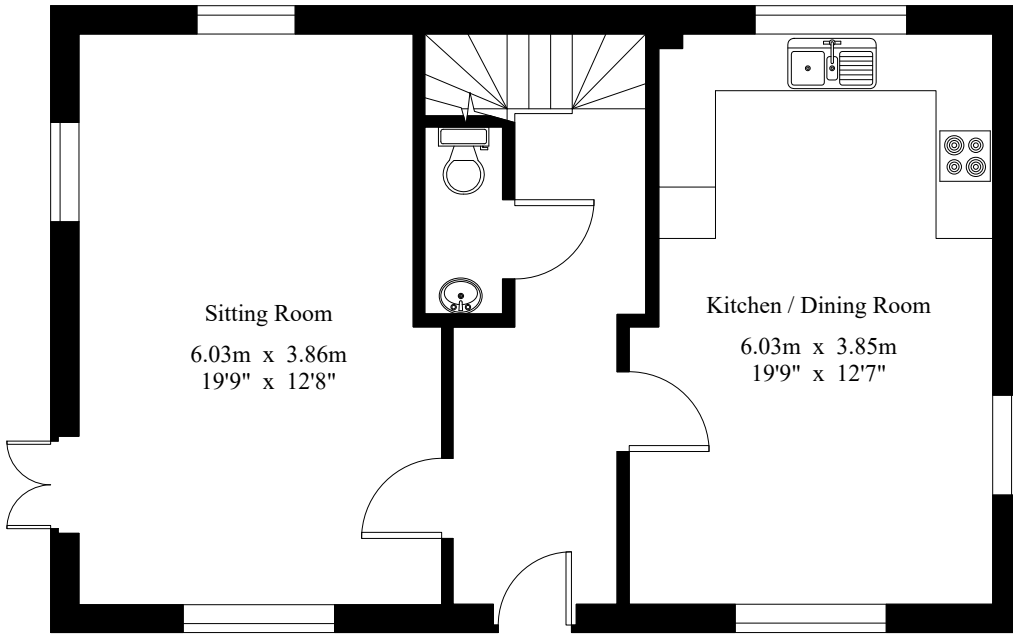 Sitting Room
6.03m x 3.86m
19'9" x 12'8"
Kitchen / Dining Room
6.03m x 3.85m
19'9" x 12'7"